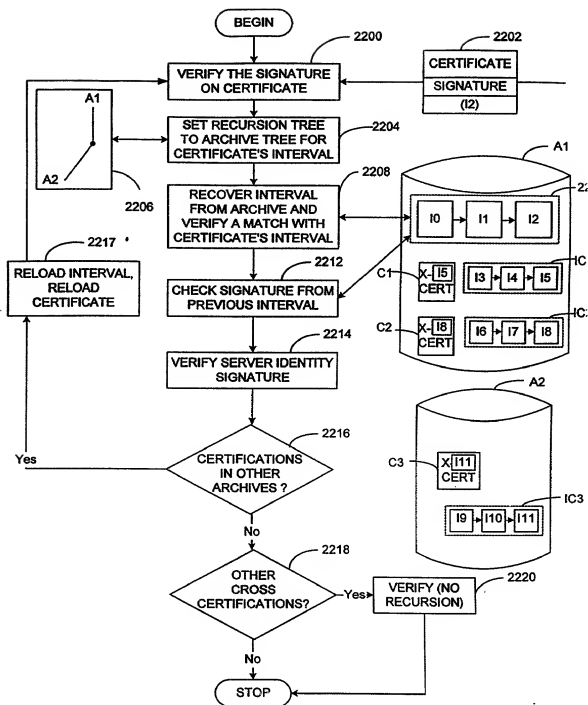 BEGIN
2200
VERIFY THE SIGNATURE
ON CERTIFICATE
2202
CERTIFICATE
SIGNATURE
(I2)
A1
A2
2206
SET RECURSION TREE
TO ARCHIVE TREE FOR
CERTIFICATE'S INTERVAL
2204
2208
RECOVER INTERVAL
FROM ARCHIVE AND
VERIFY A MATCH WITH
CERTIFICATE'S INTERVAL
A1
I0
I1
I2
2217
RELOAD INTERVAL,
RELOAD
CERTIFICATE
2212
CHECK SIGNATURE FROM
PREVIOUS INTERVAL
C1
X-I5
CERT
I3
I4
I5
C2
X-I8
CERT
I6
I7
I8
2214
VERIFY SERVER IDENTITY
SIGNATURE
A2
Yes
2216
CERTIFICATIONS
IN OTHER
ARCHIVES ?
No
C3
X I11
CERT
IC3
I9
I10
I11
2218
OTHER
CROSS
CERTIFICATIONS?
Yes
2220
VERIFY (NO
RECURSION)
No
STOP